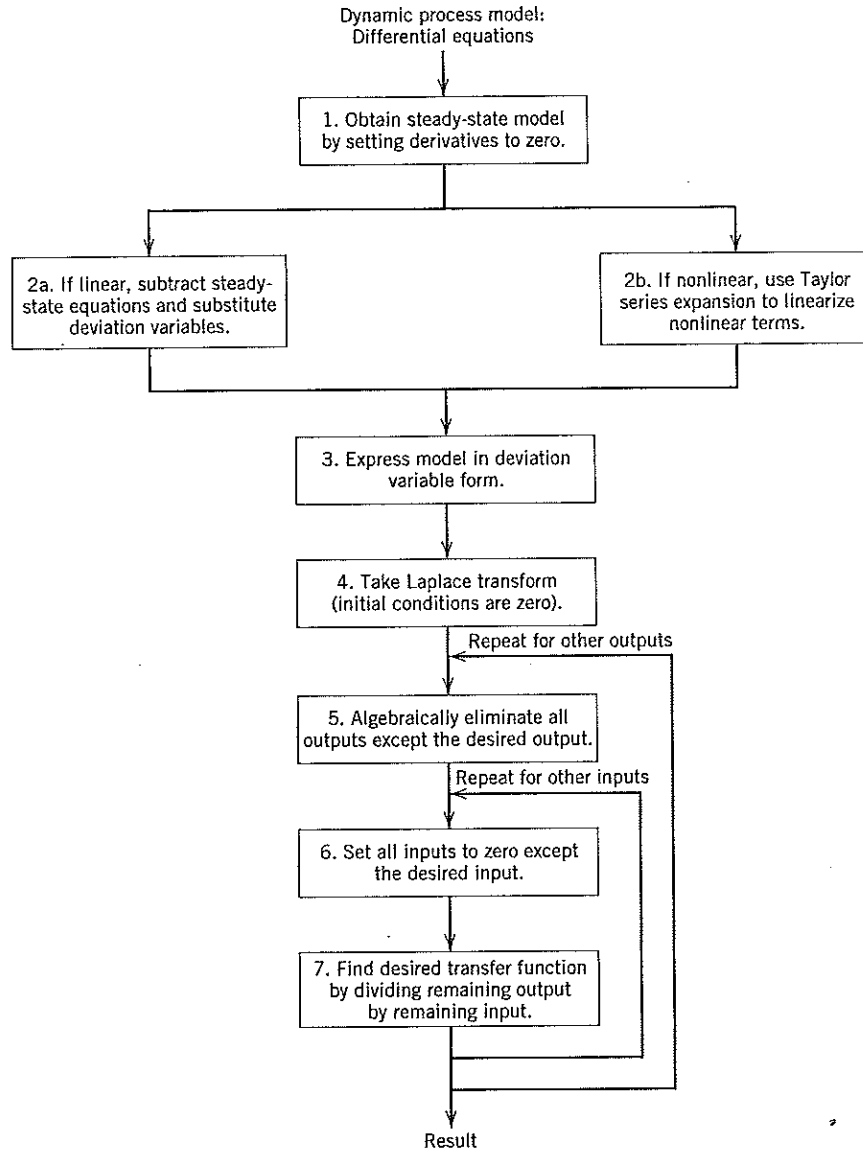 Dynamic process model:
Differential equations
1. Obtain steady-state model
by setting derivatives to zero.
2a. If linear, subtract steady-
state equations and substitute
deviation variables.
2b. If nonlinear, use Taylor
series expansion to linearize
nonlinear terms.
3. Express model in deviation
variable form.
4. Take Laplace transform
(initial conditions are zero).
Repeat for other outputs
5. Algebraically eliminate all
outputs except the desired output.
Repeat for other inputs
6. Set all inputs to zero except
the desired input.
7. Find desired transfer function
by dividing remaining output
by remaining input.
Result